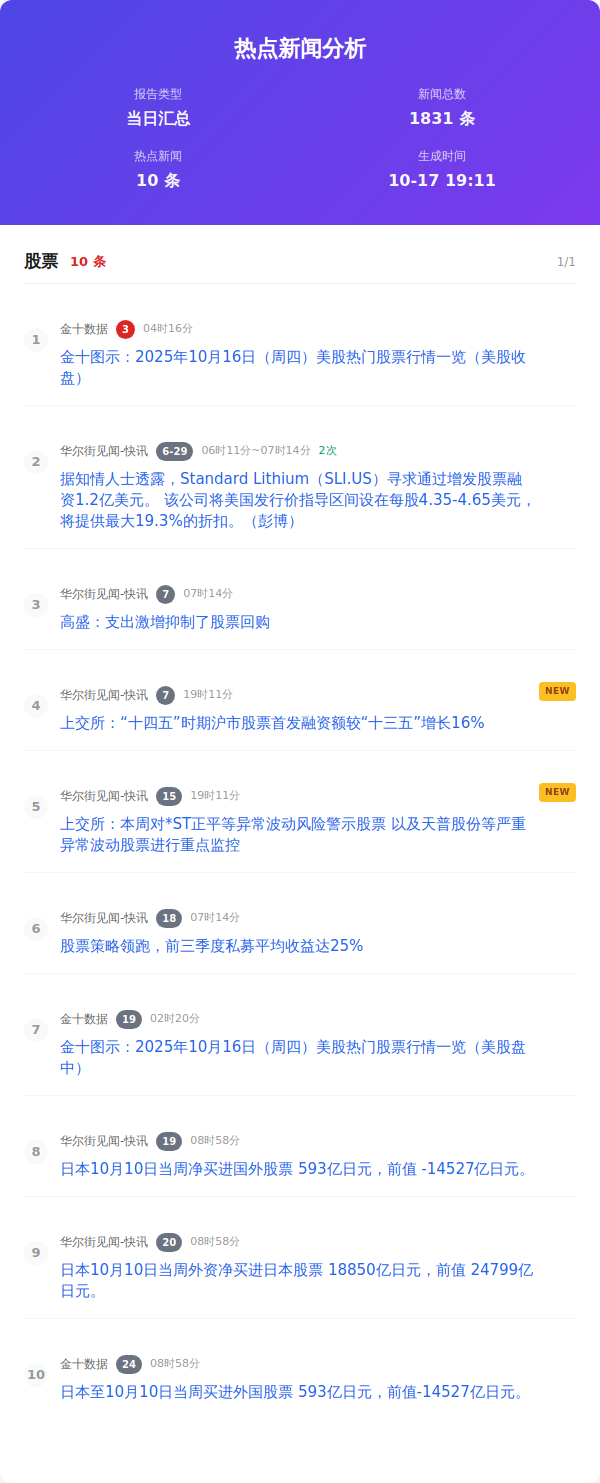 热点新闻分析
报告类型
当日汇总
新闻总数
1831 条
热点新闻
10 条
生成时间
10-17 19:11
股票 10 条 1/1
1
金十数据 3 04时16分
金十图示：2025年10月16日（周四）美股热门股票行情一览（美股收
盘）
2
华尔街见闻-快讯 6-29 06时11分~07时14分 2次
据知情人士透露，Standard Lithium（SLI.US）寻求通过增发股票融
资1.2亿美元。 该公司将美国发行价指导区间设在每股4.35-4.65美元，
将提供最大19.3%的折扣。（彭博）
3
华尔街见闻-快讯 7 07时14分
高盛：支出激增抑制了股票回购
4
华尔街见闻-快讯 7 19时11分 NEW
上交所：“十四五”时期沪市股票首发融资额较“十三五”增长16%
5
华尔街见闻-快讯 15 19时11分 NEW
上交所：本周对*ST正平等异常波动风险警示股票 以及天普股份等严重
异常波动股票进行重点监控
6
华尔街见闻-快讯 18 07时14分
股票策略领跑，前三季度私募平均收益达25%
7
金十数据 19 02时20分
金十图示：2025年10月16日（周四）美股热门股票行情一览（美股盘
中）
8
华尔街见闻-快讯 19 08时58分
日本10月10日当周净买进国外股票 593亿日元，前值 -14527亿日元。
9
华尔街见闻-快讯 20 08时58分
日本10月10日当周外资净买进日本股票 18850亿日元，前值 24799亿
日元。
10
金十数据 24 08时58分
日本至10月10日当周买进外国股票 593亿日元，前值-14527亿日元。